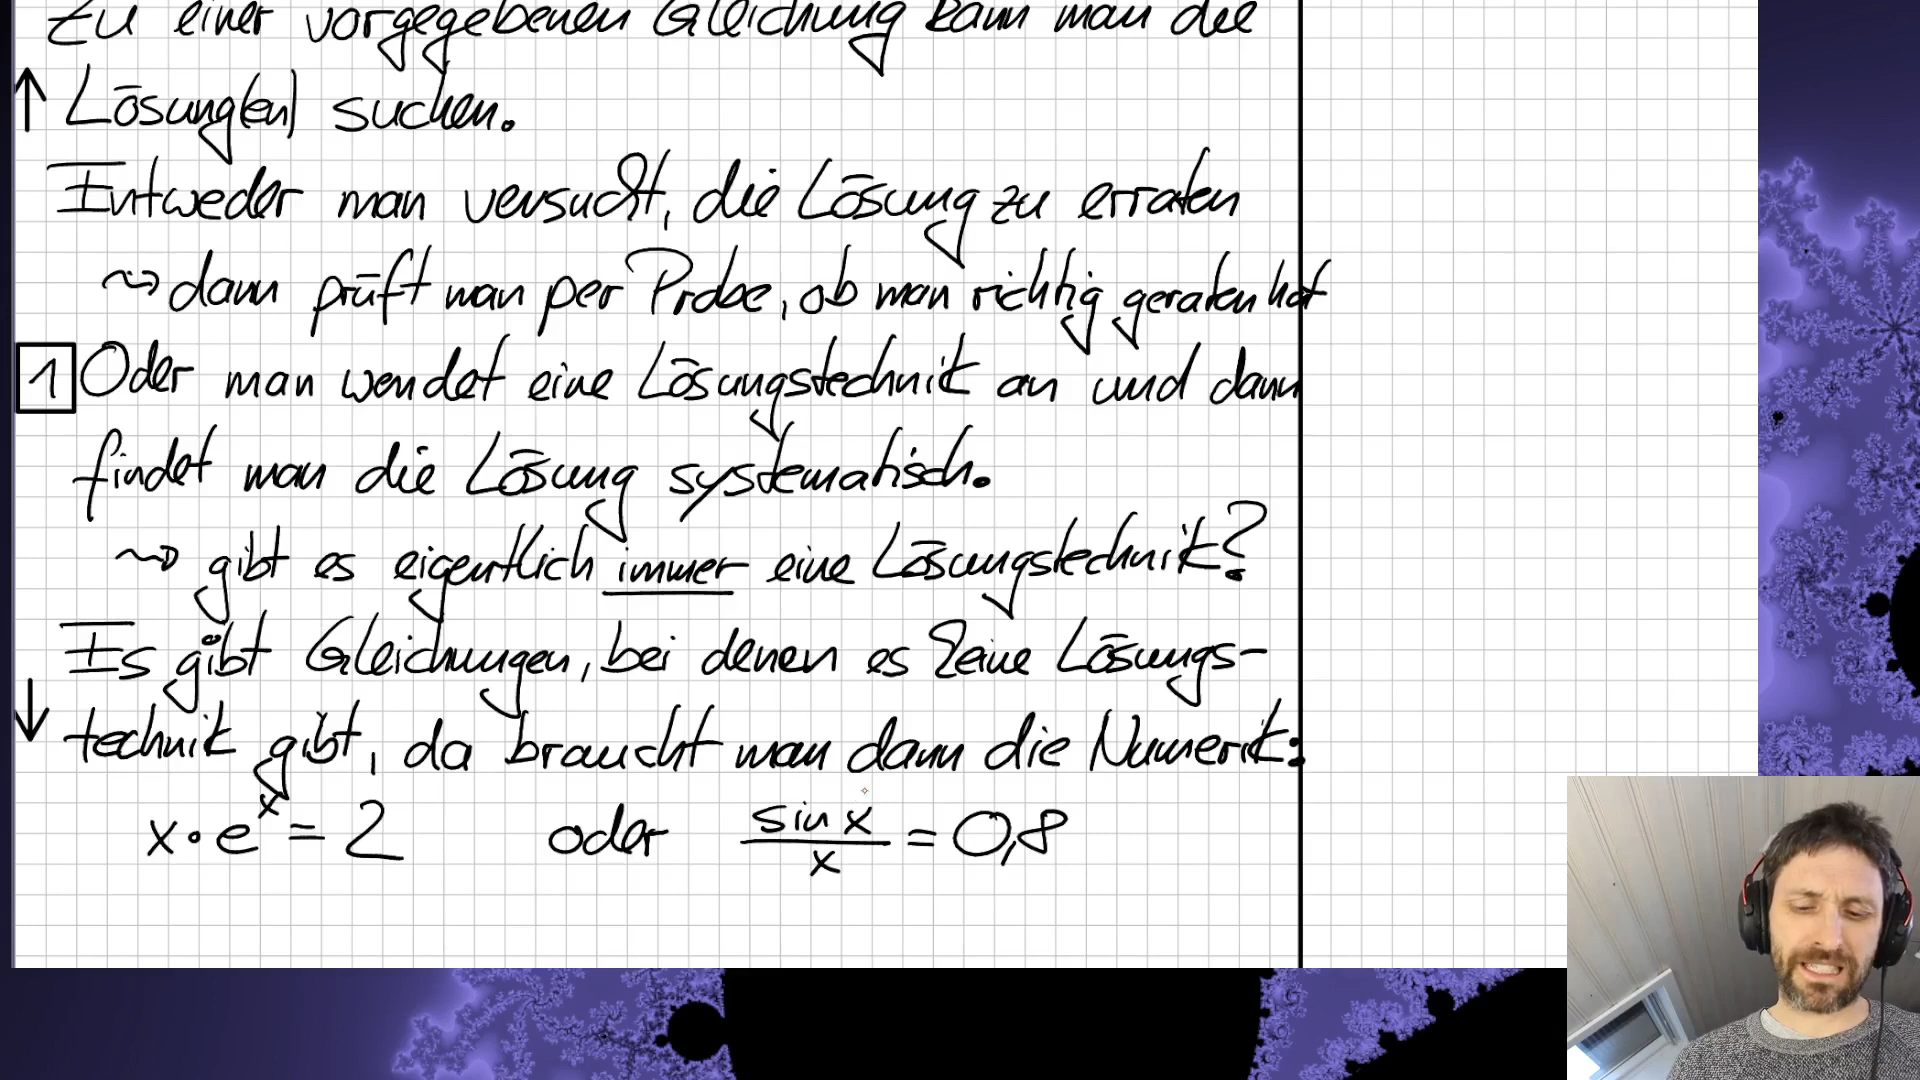 Zu einer vorgegebenen Gleichung kann man die
↑ Lösung(en) suchen.
Entweder man versucht, die Lösung zu erraten
⇝ dann prüft man per Probe, ob man richtig geraten hat
1 Oder man wendet eine Lösungstechnik an und dann
findet man die Lösung systematisch.
⇝ gibt es eigentlich immer eine Lösungstechnik?
Es gibt Gleichungen, bei denen es keine Lösungs-
↓ technik gibt, da braucht man dann die Numerik:
x · e^x = 2 oder sin x / x = 0,8